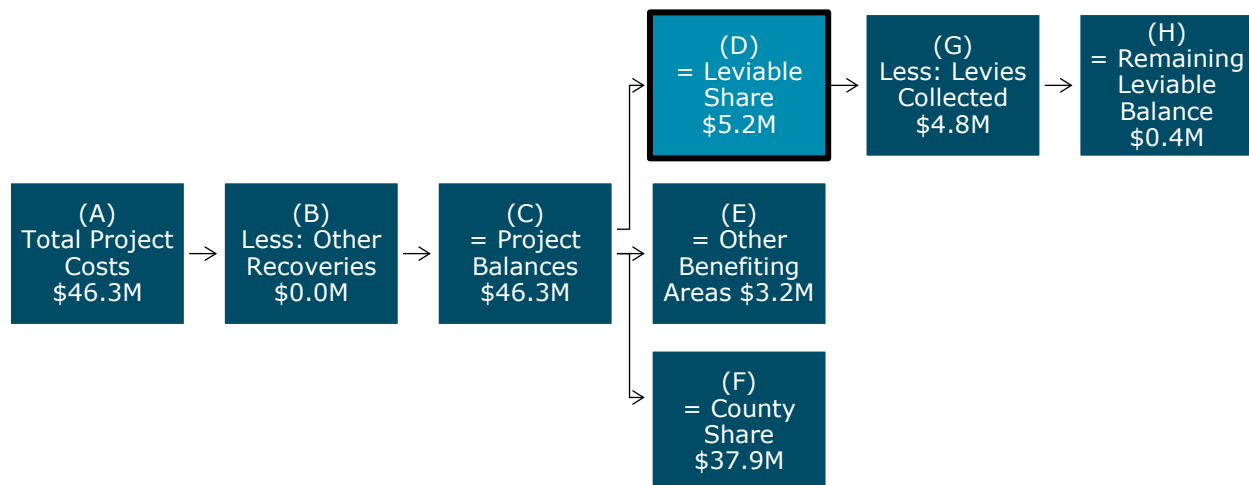 (A)
Total Project
Costs
$46.3M
(B)
Less: Other
Recoveries
$0.0M
(C)
= Project
Balances
$46.3M
(D)
= Leviable
Share
$5.2M
(G)
Less: Levies
Collected
$4.8M
(H)
= Remaining
Leviable
Balance
$0.4M
(E)
= Other
Benefiting
Areas $3.2M
(F)
= County
Share
$37.9M